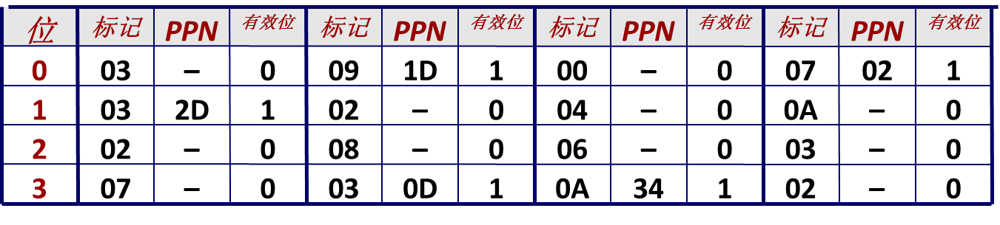 位 标记 PPN 有效位 标记 PPN 有效位 标记 PPN 有效位 标记 PPN 有效位
0 03 – 0 09 1D 1 00 – 0 07 02 1
1 03 2D 1 02 – 0 04 – 0 0A – 0
2 02 – 0 08 – 0 06 – 0 03 – 0
3 07 – 0 03 0D 1 0A 34 1 02 – 0